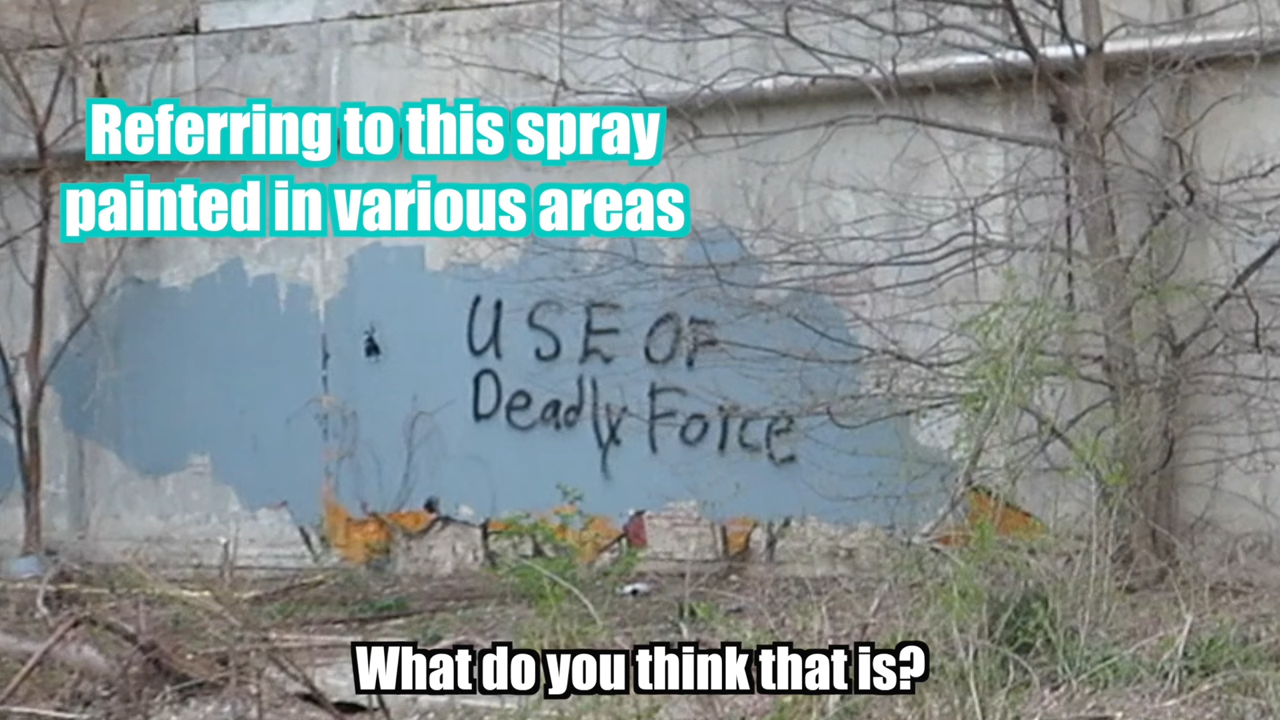 Referring to this spray
painted in various areas
USE OF
Deadly Force
What do you think that is?